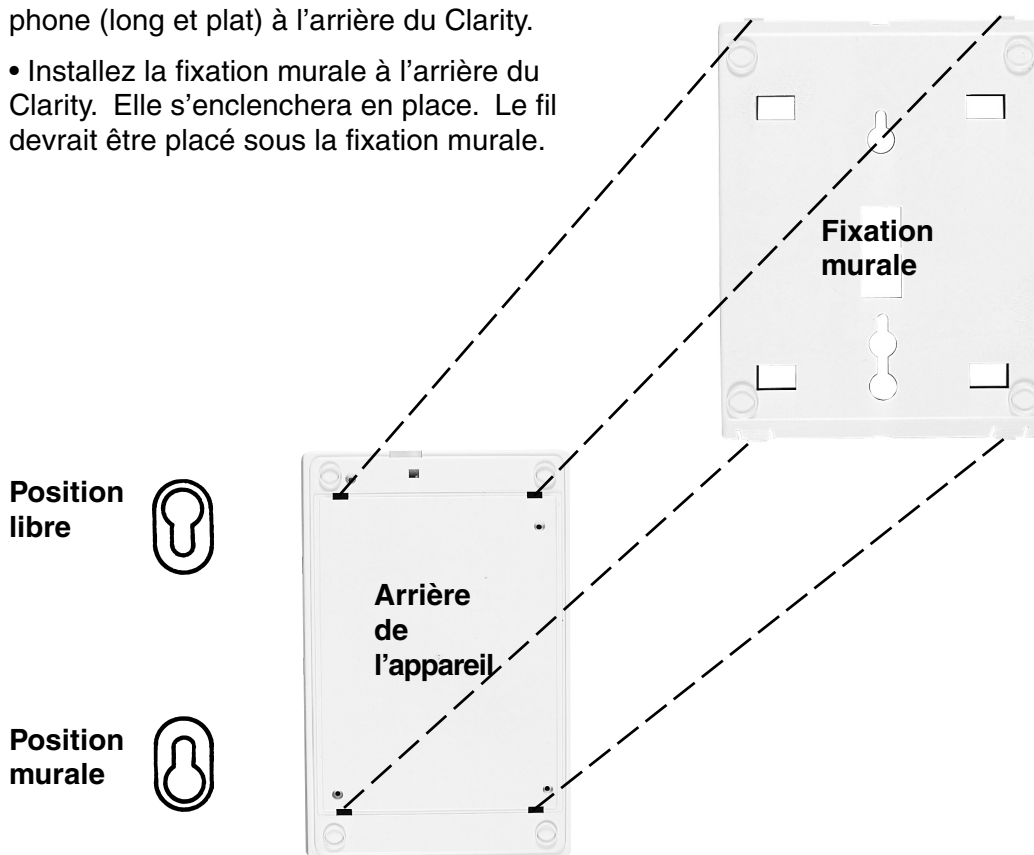 phone (long et plat) à l’arrière du Clarity.
• Installez la fixation murale à l’arrière du
Clarity.  Elle s’enclenchera en place.  Le fil
devrait être placé sous la fixation murale.
Fixation
murale
Position
libre
Arrière
de
l’appareil
Position
murale